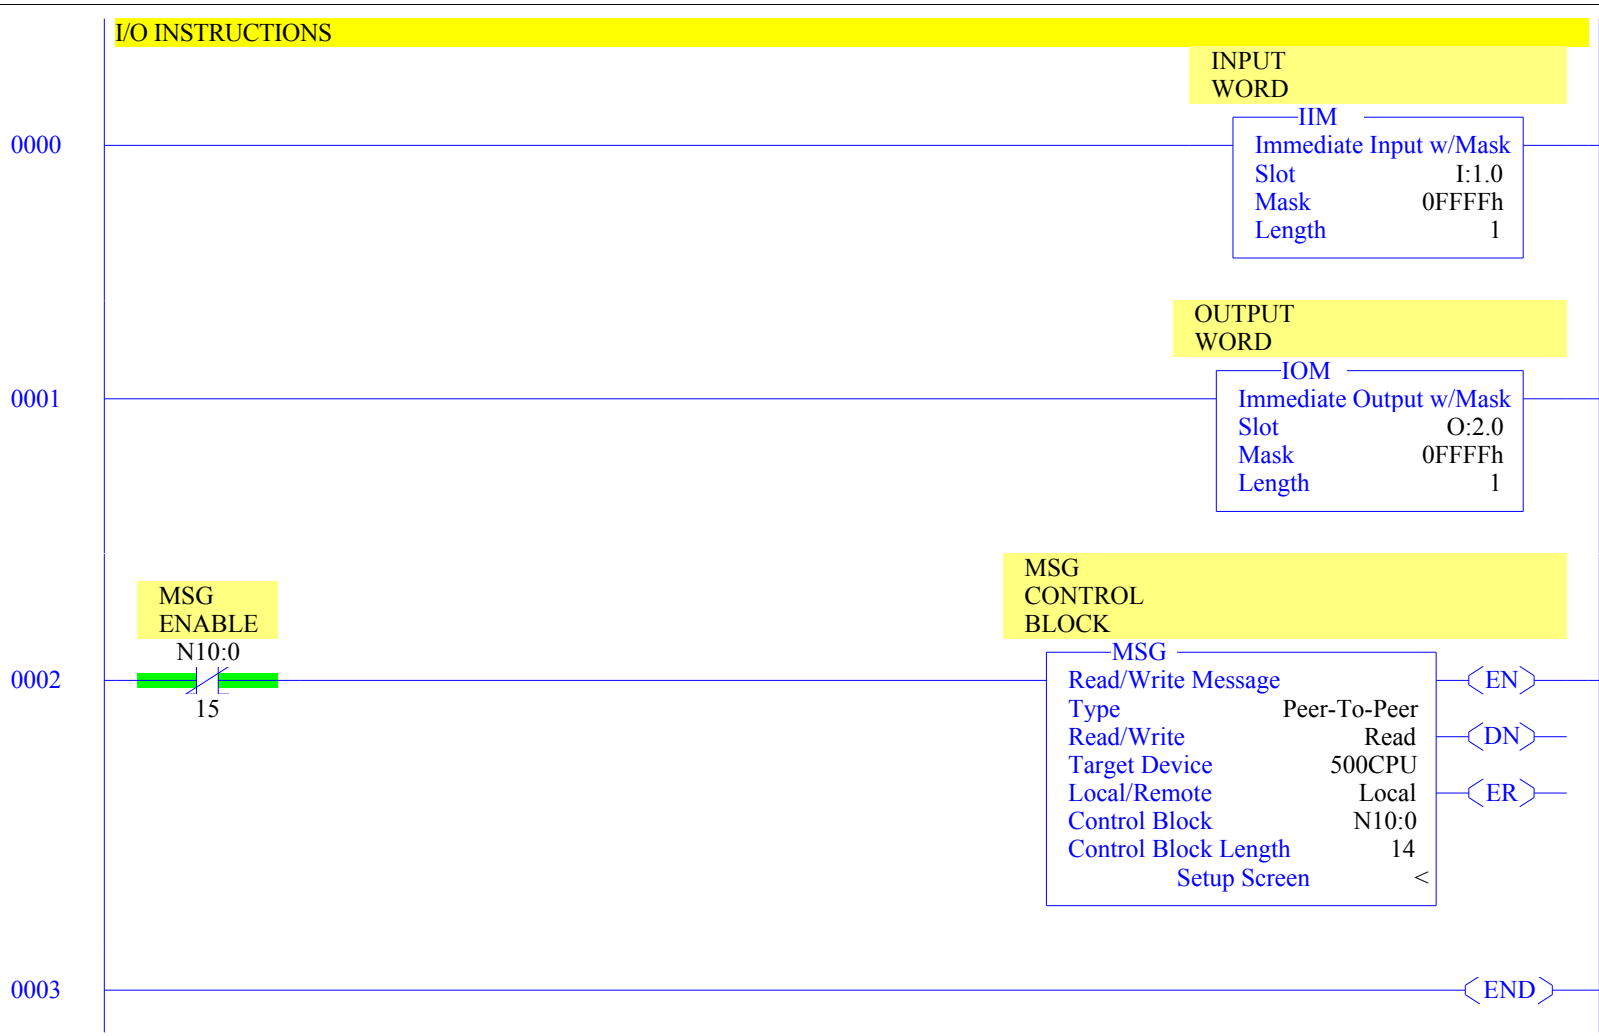 I/O INSTRUCTIONS
INPUT
WORD
IIM
0000
Immediate Input w/Mask
Slot I:1.0
Mask 0FFFFh
Length 1
OUTPUT
WORD
IOM
0001
Immediate Output w/Mask
Slot O:2.0
Mask 0FFFFh
Length 1
MSG
ENABLE
N10:0
0002
15
MSG
CONTROL
BLOCK
MSG
Read/Write Message EN
Type Peer-To-Peer
Read/Write Read DN
Target Device 500CPU
Local/Remote Local ER
Control Block N10:0
Control Block Length 14
Setup Screen <
0003 END